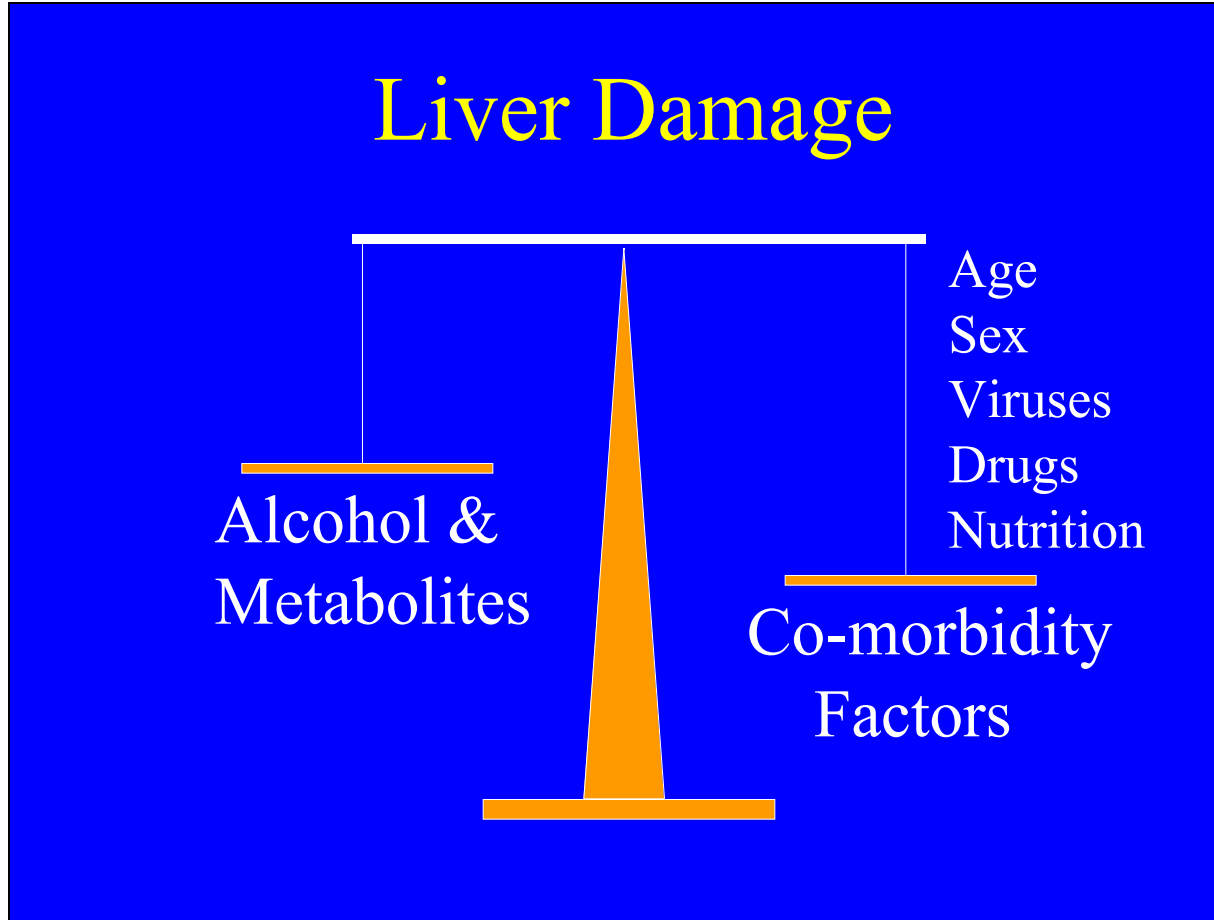 Liver Damage
Age
Sex
Viruses
Drugs
Nutrition
Alcohol &
Metabolites
Co-morbidity
Factors